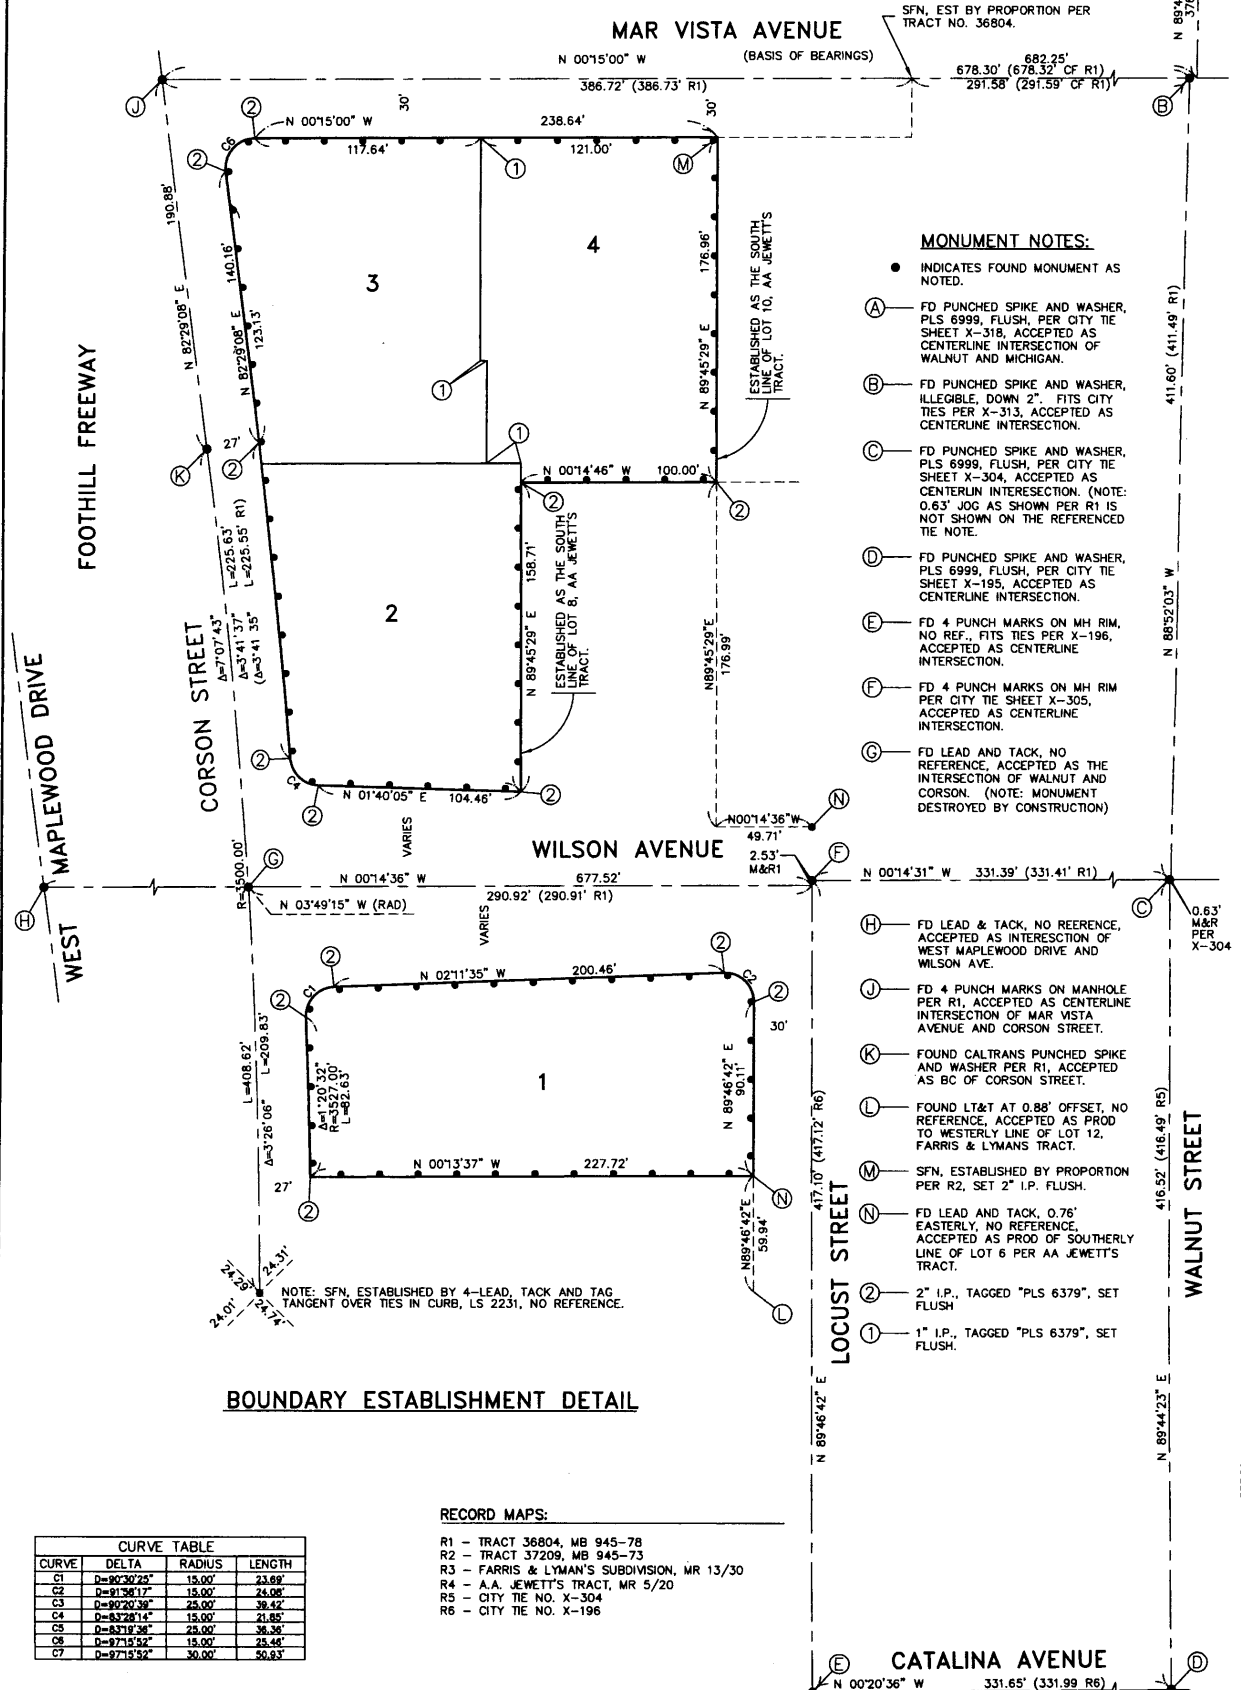 SFN, EST BY PROPORTION PER
TRACT NO. 36804.
MAR VISTA AVENUE
(BASIS OF BEARINGS)
N 00°15'00" W
386.72' (386.73' R1)
682.25'
678.30' (678.32' CF R1)
291.58' (291.59' CF R1)
J
B
2
N 00°15'00" W
238.64'
30'
30'
117.64'
121.00'
C6
2
1
M
190.88'
N 82°29'08" E
140.16'
N 82°29'08" E
123.13'
3
4
176.96'
N 89°45'29" E
ESTABLISHED AS THE SOUTH
LINE OF LOT 10, AA JEWETT'S
TRACT.
411.60' (411.49' R1)
N 88°52'03" W
FOOTHILL FREEWAY
K
27'
2
1
1
N 00°14'46" W
100.00'
2
2
MONUMENT NOTES:
INDICATES FOUND MONUMENT AS
NOTED.
A
FD PUNCHED SPIKE AND WASHER,
PLS 6999, FLUSH, PER CITY TIE
SHEET X-318, ACCEPTED AS
CENTERLINE INTERSECTION OF
WALNUT AND MICHIGAN.
B
FD PUNCHED SPIKE AND WASHER,
ILLEGIBLE, DOWN 2". FITS CITY
TIES PER X-313, ACCEPTED AS
CENTERLINE INTERSECTION.
C
FD PUNCHED SPIKE AND WASHER,
PLS 6999, FLUSH, PER CITY TIE
SHEET X-304, ACCEPTED AS
CENTERLIN INTERESECTION. (NOTE:
0.63' JOG AS SHOWN PER R1 IS
NOT SHOWN ON THE REFERENCED
TIE NOTE.
D
FD PUNCHED SPIKE AND WASHER,
PLS 6999, FLUSH, PER CITY TIE
SHEET X-195, ACCEPTED AS
CENTERLINE INTERSECTION.
E
FD 4 PUNCH MARKS ON MH RIM,
NO REF., FITS TIES PER X-196,
ACCEPTED AS CENTERLINE
INTERSECTION.
F
FD 4 PUNCH MARKS ON MH RIM
PER CITY TIE SHEET X-305,
ACCEPTED AS CENTERLINE
INTERSECTION.
G
FD LEAD AND TACK, NO
REFERENCE, ACCEPTED AS THE
INTERSECTION OF WALNUT AND
CORSON. (NOTE: MONUMENT
DESTROYED BY CONSTRUCTION)
L=225.63'
L=225.55' R1)
Δ=7°07'43"
Δ=3°41'37"
(Δ=3°41 35"
CORSON STREET
2
158.71'
N 89°45'29" E
ESTABLISHED AS THE SOUTH
LINE OF LOT 8, AA JEWETT'S
TRACT.
N89°45'29"E
176.99'
2
C4
2
N 01°40'05" E
104.46'
2
WEST MAPLEWOOD DRIVE
H
R=3500.00'
G
VARIES
WILSON AVENUE
N00°14'36"W
49.71'
N
2.53'
M&R1
F
N 00°14'36" W
677.52'
290.92' (290.91' R1)
N 03°49'15" W (RAD)
VARIES
N 00°14'31" W
331.39' (331.41' R1)
C
0.63'
M&R
PER
X-304
H
FD LEAD & TACK, NO REERENCE,
ACCEPTED AS INTERESCTION OF
WEST MAPLEWOOD DRIVE AND
WILSON AVE.
J
FD 4 PUNCH MARKS ON MANHOLE
PER R1, ACCEPTED AS CENTERLINE
INTERSECTION OF MAR VISTA
AVENUE AND CORSON STREET.
K
FOUND CALTRANS PUNCHED SPIKE
AND WASHER PER R1, ACCEPTED
AS BC OF CORSON STREET.
L
FOUND LT&T AT 0.88' OFFSET, NO
REFERENCE, ACCEPTED AS PROD
TO WESTERLY LINE OF LOT 12,
FARRIS & LYMANS TRACT.
M
SFN, ESTABLISHED BY PROPORTION
PER R2, SET 2" I.P. FLUSH.
N
FD LEAD AND TACK, 0.76'
EASTERLY, NO REFERENCE,
ACCEPTED AS PROD OF SOUTHERLY
LINE OF LOT 6 PER AA JEWETT'S
TRACT.
2
2" I.P., TAGGED "PLS 6379", SET
FLUSH
1
1" I.P., TAGGED "PLS 6379", SET
FLUSH.
2
C1
2
N 02°11'35" W
200.46'
2
C2
2
30'
L=408.62'
L=209.83'
Δ=3°26'06"
Δ=1°20'32"
R=3527.00'
L=82.63'
1
N 89°46'42" E
90.11'
N 00°13'37" W
227.72'
27'
2
N
N89°46'42"E
59.94'
L
24.29'
24.31'
24.01'
24.74'
NOTE: SFN, ESTABLISHED BY 4-LEAD, TACK AND TAG
TANGENT OVER TIES IN CURB, LS 2231, NO REFERENCE.
417.10' (417.12' R6)
LOCUST STREET
N 89°46'42" E
416.52' (416.49' R5)
WALNUT STREET
N 89°44'23" E
BOUNDARY ESTABLISHMENT DETAIL
RECORD MAPS:
R1 - TRACT 36804, MB 945-78
R2 - TRACT 37209, MB 945-73
R3 - FARRIS & LYMAN'S SUBDIVISION, MR 13/30
R4 - A.A. JEWETT'S TRACT, MR 5/20
R5 - CITY TIE NO. X-304
R6 - CITY TIE NO. X-196
CURVE TABLE
CURVE DELTA RADIUS LENGTH
C1 D=90°30'25" 15.00' 23.69'
C2 D=91°58'17" 15.00' 24.08'
C3 D=90°20'39" 25.00' 39.42'
C4 D=83°28'14" 15.00' 21.85'
C5 D=83°19'36" 25.00' 36.36'
C6 D=97°15'52" 15.00' 25.46'
C7 D=97°15'52" 30.00' 50.93'
E
CATALINA AVENUE
D
N 00°20'36" W
331.65' (331.99 R6)